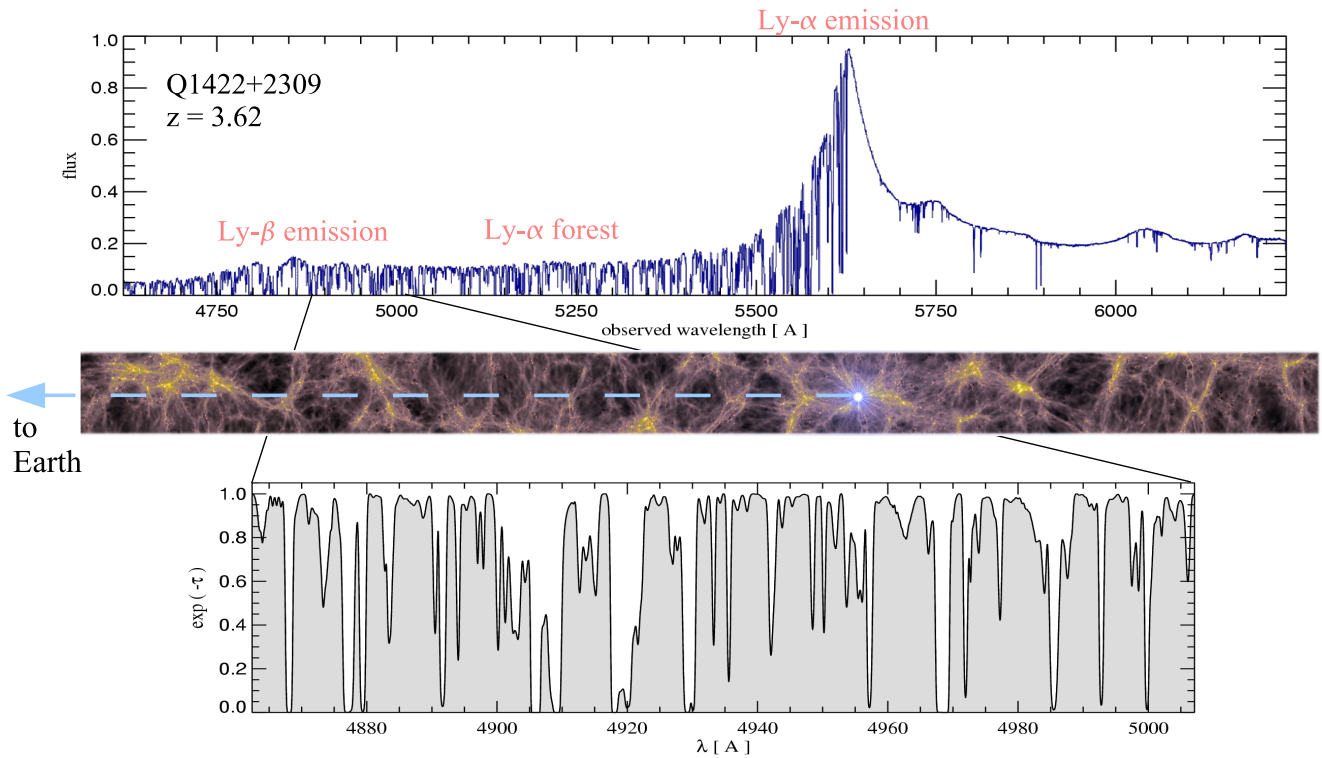 Ly-α emission
1.0
Q1422+2309
0.8
z = 3.62
0.6
flux
0.4
Ly-β emission
Ly-α forest
0.2
0.0
4750 5000 5250 5500 5750 6000
observed wavelength [ A ]
to
Earth
1.0
0.8
0.6
exp ( -τ )
0.4
0.2
0.0
4880 4900 4920 4940 4960 4980 5000
λ [ A ]